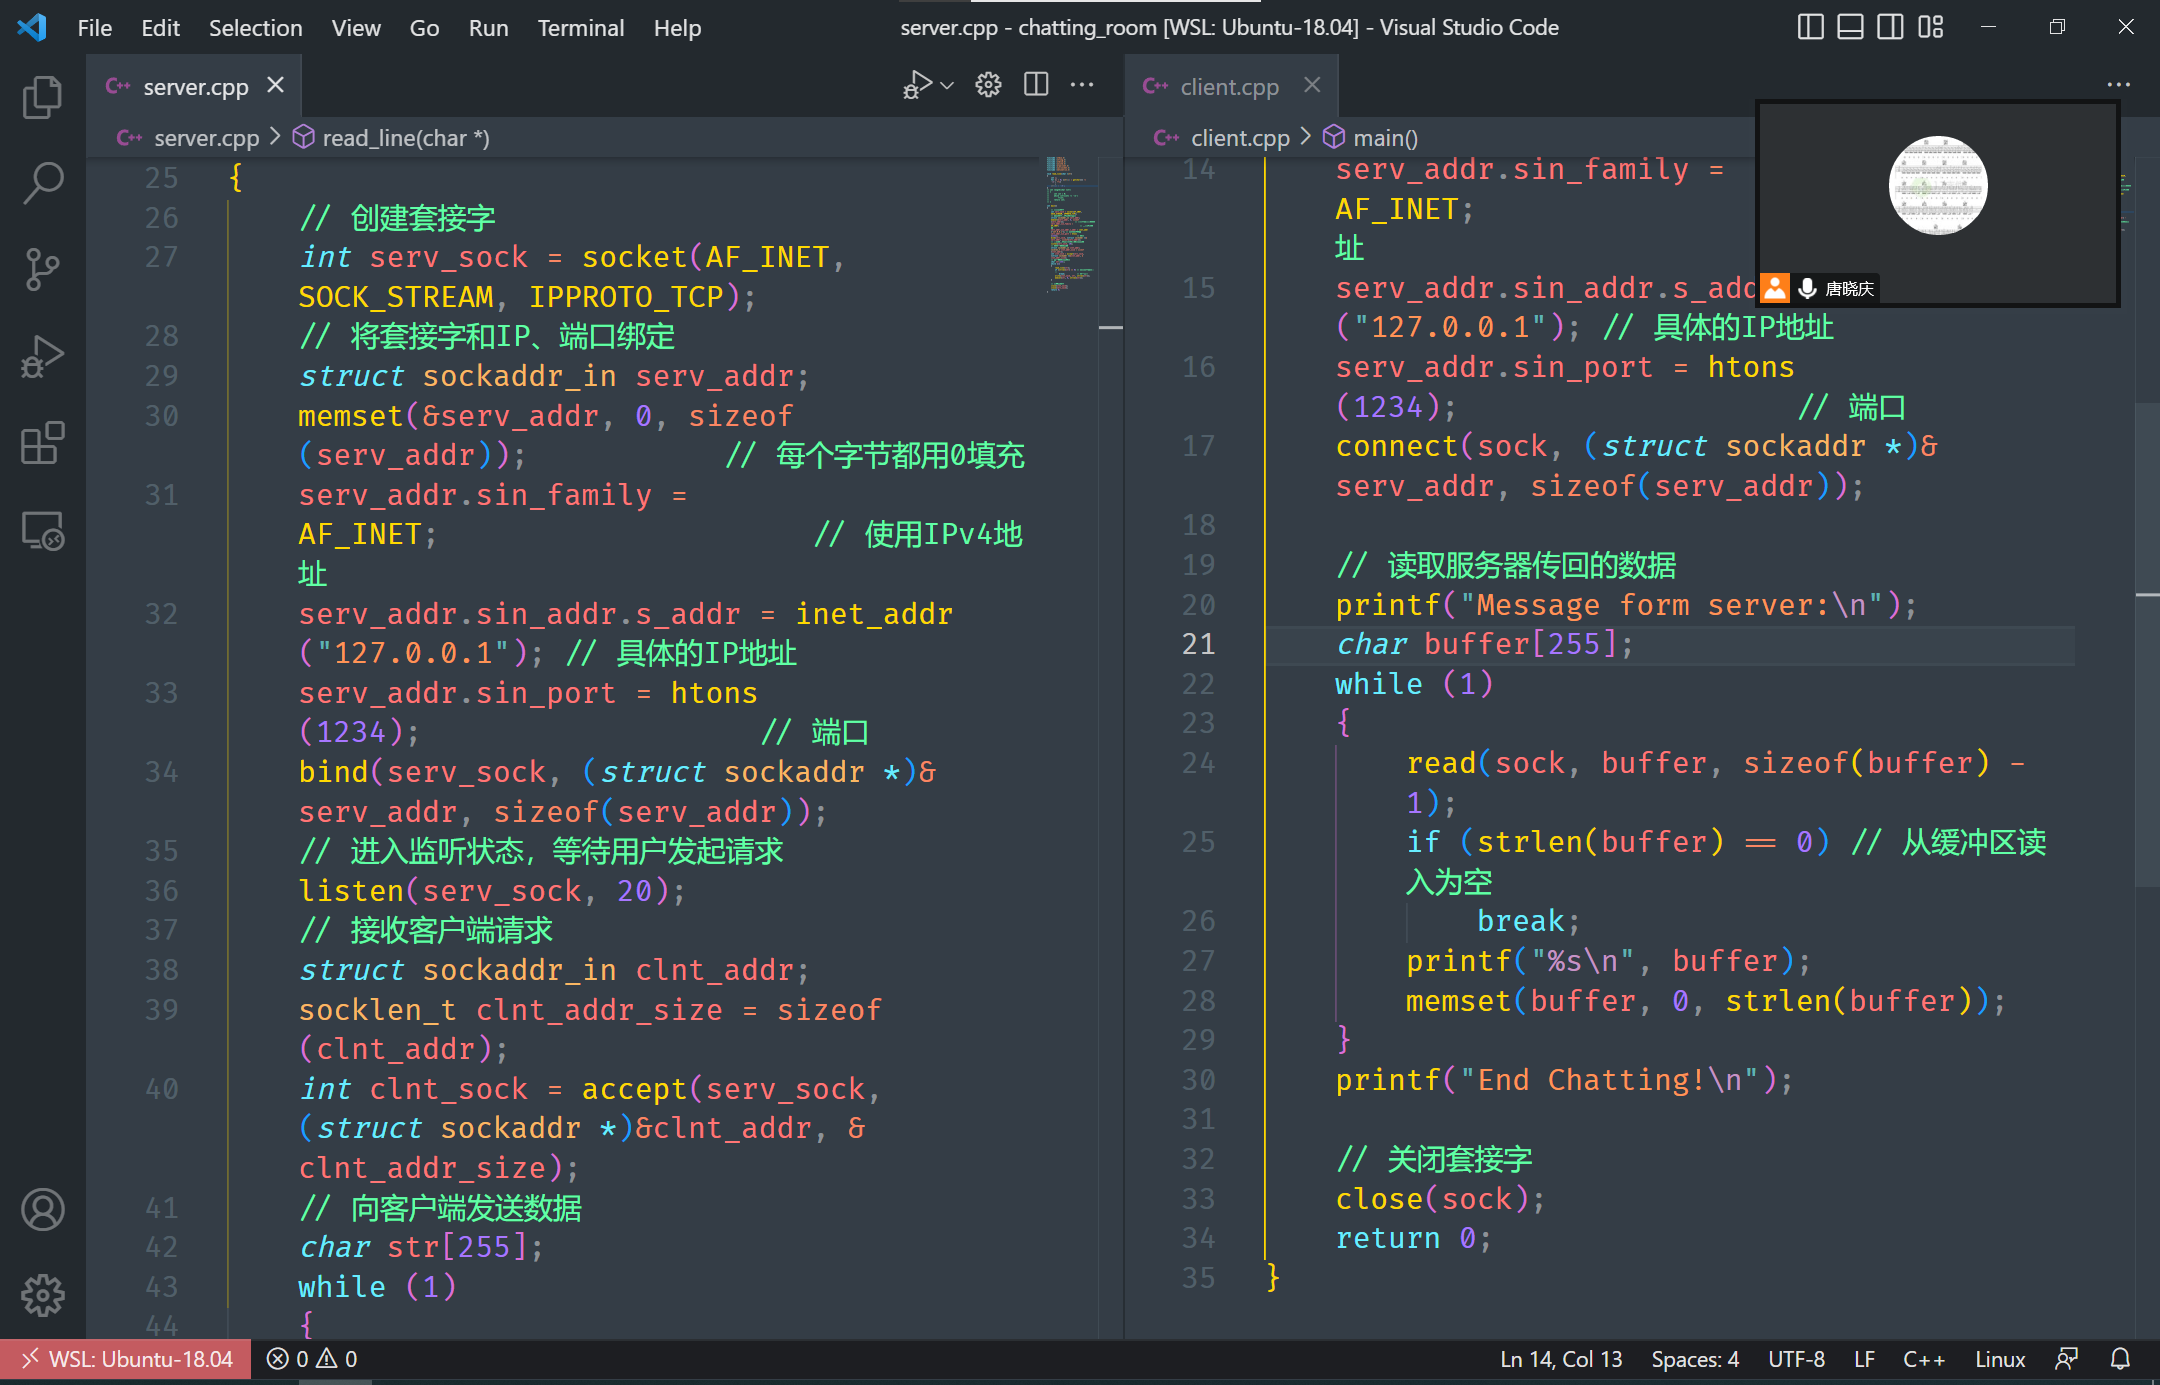 File Edit Selection View Go Run Terminal Help
server.cpp - chatting_room [WSL: Ubuntu-18.04] - Visual Studio Code
server.cpp
server.cpp > read_line(char *)
25 {
26 // 创建套接字
27 int serv_sock = socket(AF_INET,
SOCK_STREAM, IPPROTO_TCP);
28 // 将套接字和IP、端口绑定
29 struct sockaddr_in serv_addr;
30 memset(&serv_addr, 0, sizeof
(serv_addr)); // 每个字节都用0填充
31 serv_addr.sin_family =
AF_INET; // 使用IPv4地
址
32 serv_addr.sin_addr.s_addr = inet_addr
("127.0.0.1"); // 具体的IP地址
33 serv_addr.sin_port = htons
(1234); // 端口
34 bind(serv_sock, (struct sockaddr *)&
serv_addr, sizeof(serv_addr));
35 // 进入监听状态，等待用户发起请求
36 listen(serv_sock, 20);
37 // 接收客户端请求
38 struct sockaddr_in clnt_addr;
39 socklen_t clnt_addr_size = sizeof
(clnt_addr);
40 int clnt_sock = accept(serv_sock,
(struct sockaddr *)&clnt_addr, &
clnt_addr_size);
41 // 向客户端发送数据
42 char str[255];
43 while (1)
44 {
client.cpp
client.cpp > main()
14 serv_addr.sin_family =
AF_INET;
址
15 serv_addr.sin_addr.s_add
("127.0.0.1"); // 具体的IP地址
16 serv_addr.sin_port = htons
(1234); // 端口
17 connect(sock, (struct sockaddr *)&
serv_addr, sizeof(serv_addr));
18
19 // 读取服务器传回的数据
20 printf("Message form server:\n");
21 char buffer[255];
22 while (1)
23 {
24 read(sock, buffer, sizeof(buffer) -
1);
25 if (strlen(buffer) == 0) // 从缓冲区读
入为空
26 break;
27 printf("%s\n", buffer);
28 memset(buffer, 0, strlen(buffer));
29 }
30 printf("End Chatting!\n");
31
32 // 关闭套接字
33 close(sock);
34 return 0;
35 }
唐晓庆
WSL: Ubuntu-18.04 0 0
Ln 14, Col 13 Spaces: 4 UTF-8 LF C++ Linux